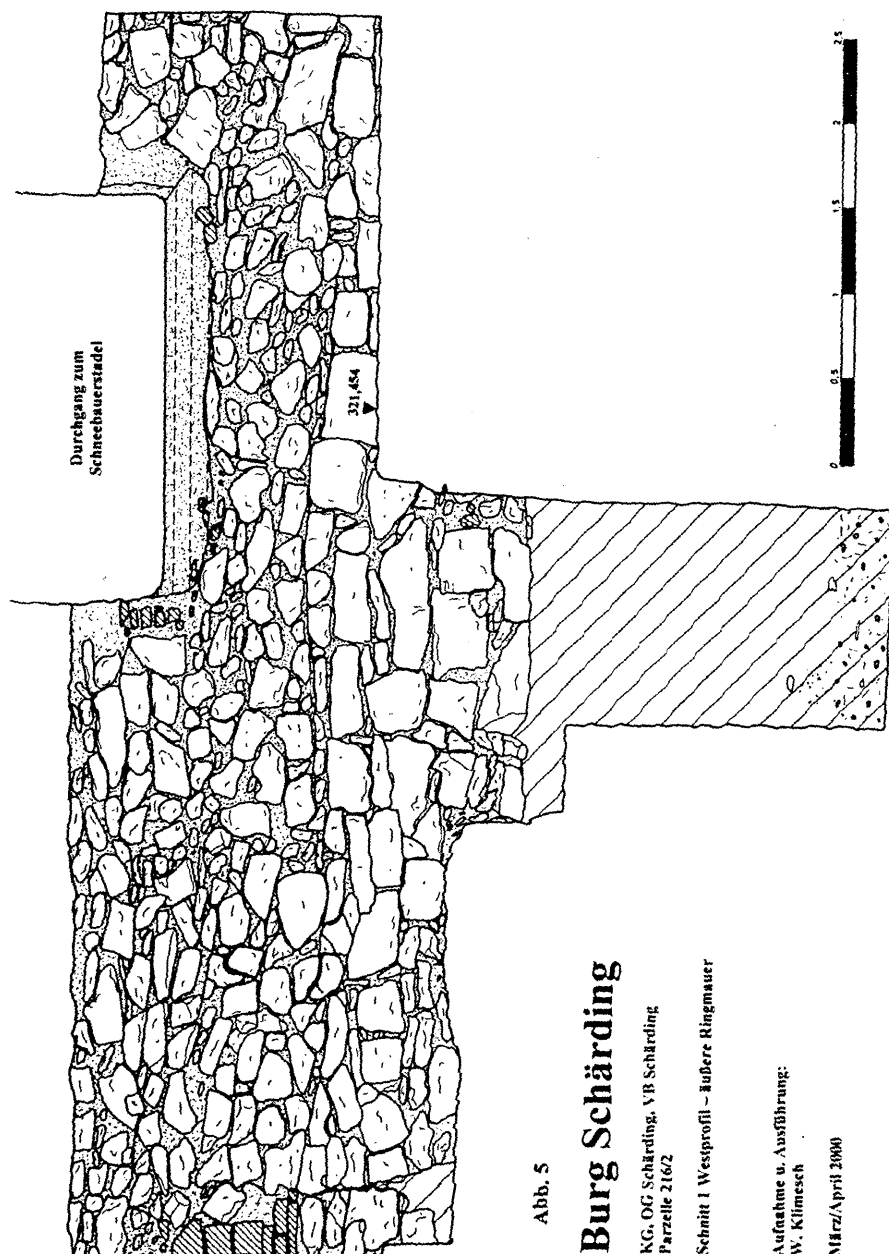 Durchgang zum
Schneebauerstadel
321,454
0
0,5
1
1,5
2
2,5
Abb. 5
Burg Schärding
KG, OG Schärding, VB Schärding
Parzelle 216/2
Schnitt 1 Westprofil – äußere Ringmauer
Aufnahme u. Ausführung:
W. Klimesch
März/April 2000